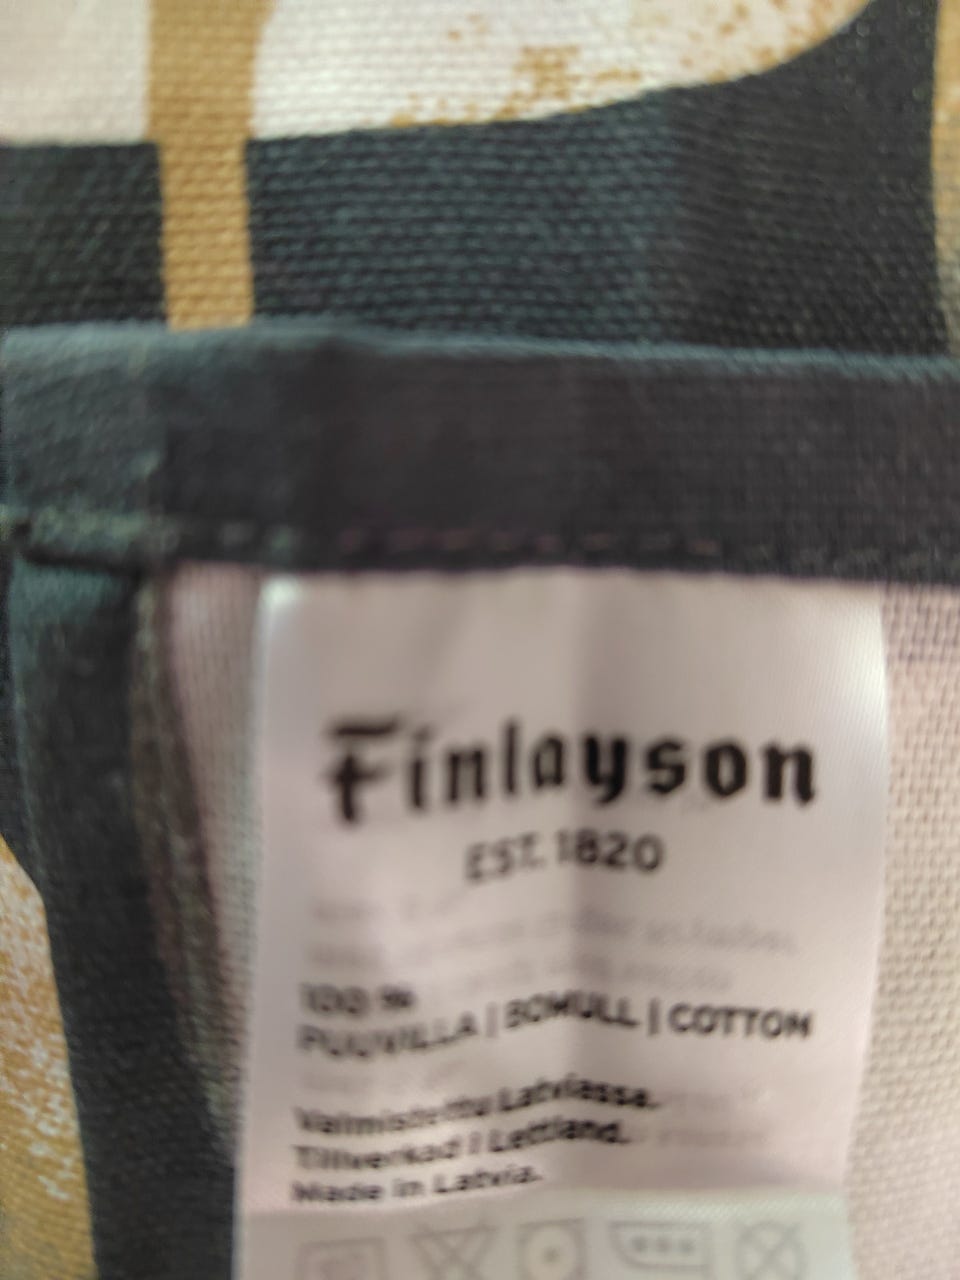 Finlayson
EST. 1820
100 %
PUUVILLA | BOMULL | COTTON
Valmistettu Latviassa.
Tillverkad i Lettland.
Made in Latvia.